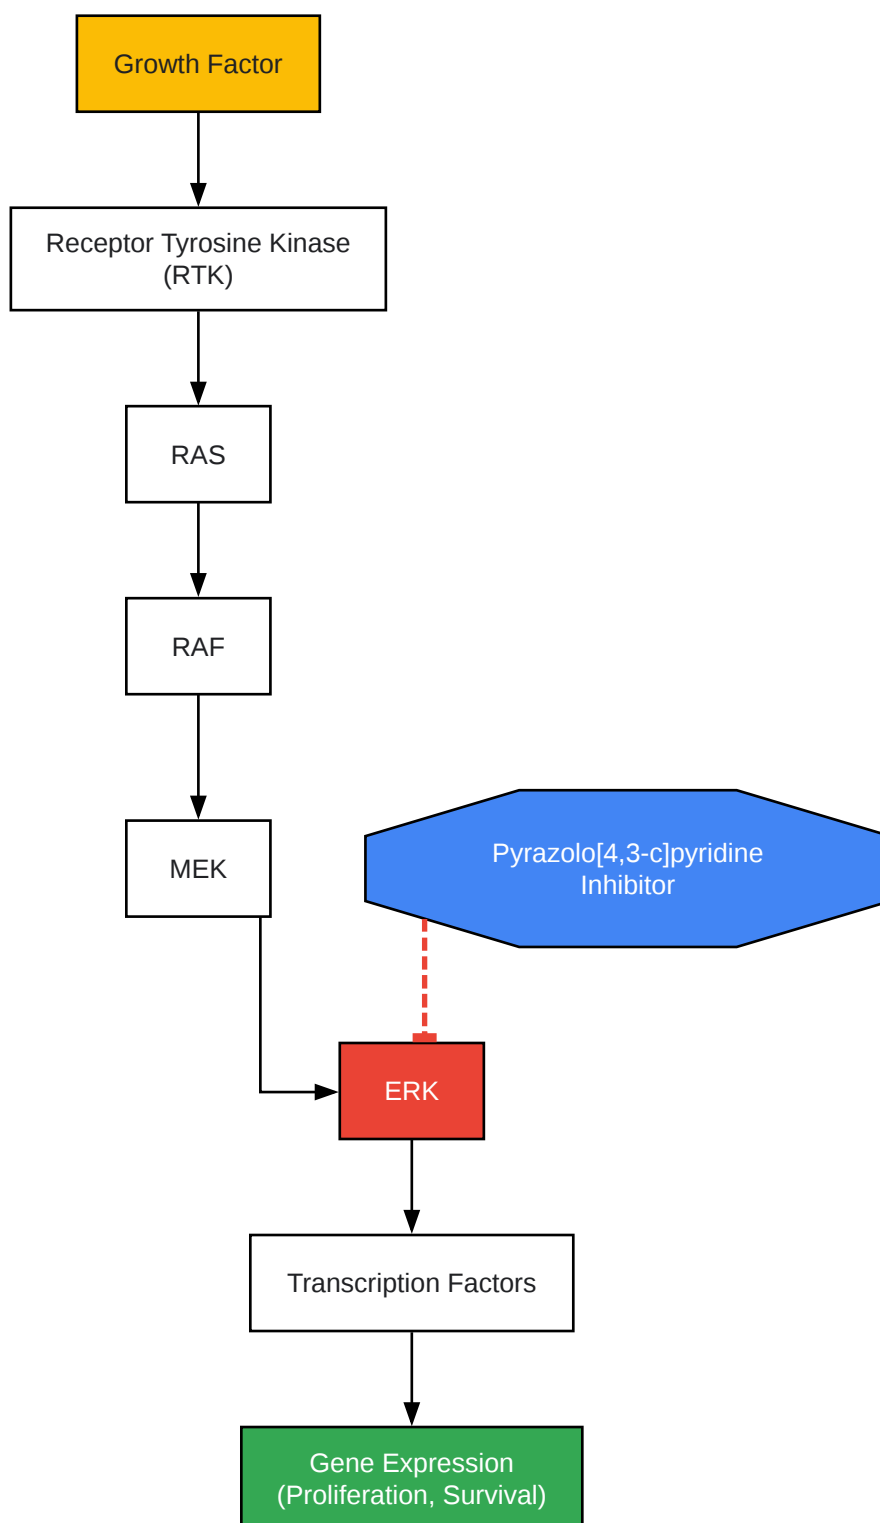 Growth Factor
Receptor Tyrosine Kinase
(RTK)
RAS
RAF
MEK
Pyrazolo[4,3-c]pyridine
Inhibitor
ERK
Transcription Factors
Gene Expression
(Proliferation, Survival)